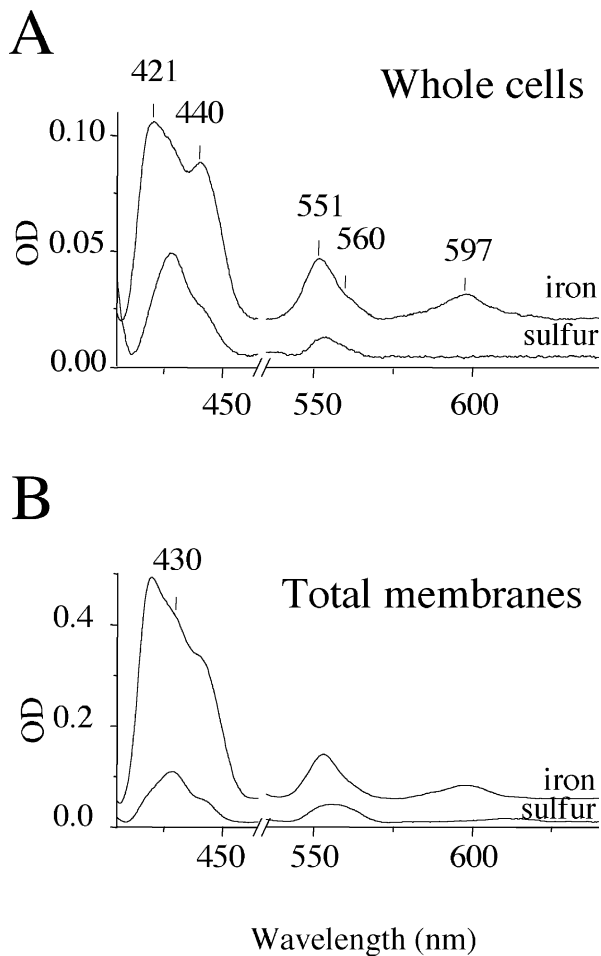 A
Whole cells
421
440
0.10
551
560
597
0.05
OD
iron
sulfur
0.00
450
550
600
B
430
Total membranes
0.4
OD
0.2
iron
sulfur
0.0
450
550
600
Wavelength (nm)